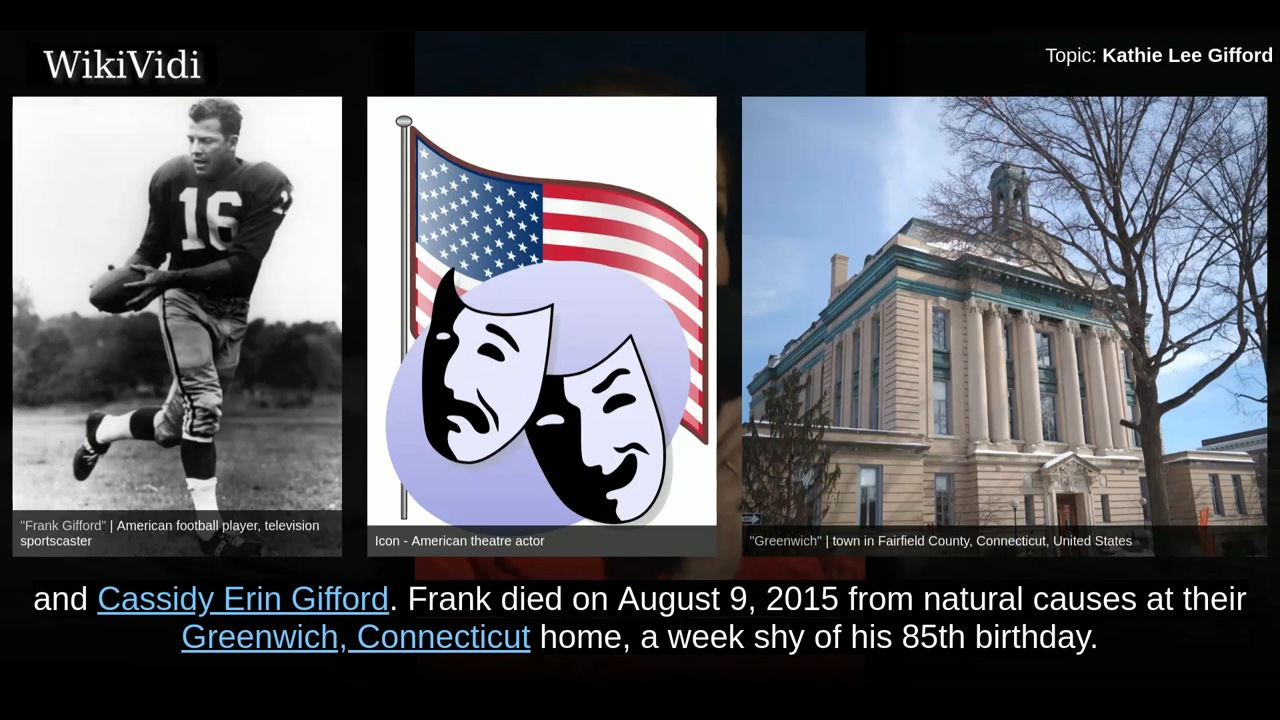 WikiVidi
Topic: Kathie Lee Gifford
16
"Frank Gifford" | American football player, television
sportscaster
Icon - American theatre actor
TOWN HALL
"Greenwich" | town in Fairfield County, Connecticut, United States
and Cassidy Erin Gifford. Frank died on August 9, 2015 from natural causes at their
Greenwich, Connecticut home, a week shy of his 85th birthday.